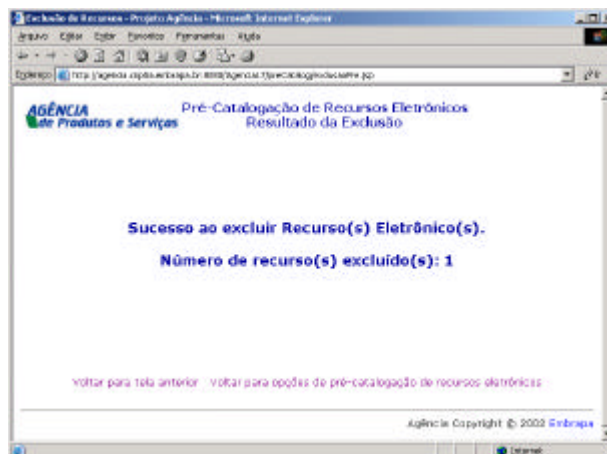 Exclusão de Recursos - Projeto Agência - Microsoft Internet Explorer
Arquivo Editar Exibir Favoritos Ferramentas Ajuda
Endereço
AGÊNCIA
de Produtos e Serviços
Pré-Catalogação de Recursos Eletrônicos
Resultado da Exclusão
Sucesso ao excluir Recurso(s) Eletrônico(s).
Número de recurso(s) excluído(s): 1
Voltar para tela anterior Voltar para opções de pré-catalogação de recursos eletrônicos
Agência Copyright © 2002 Embrapa
Internet